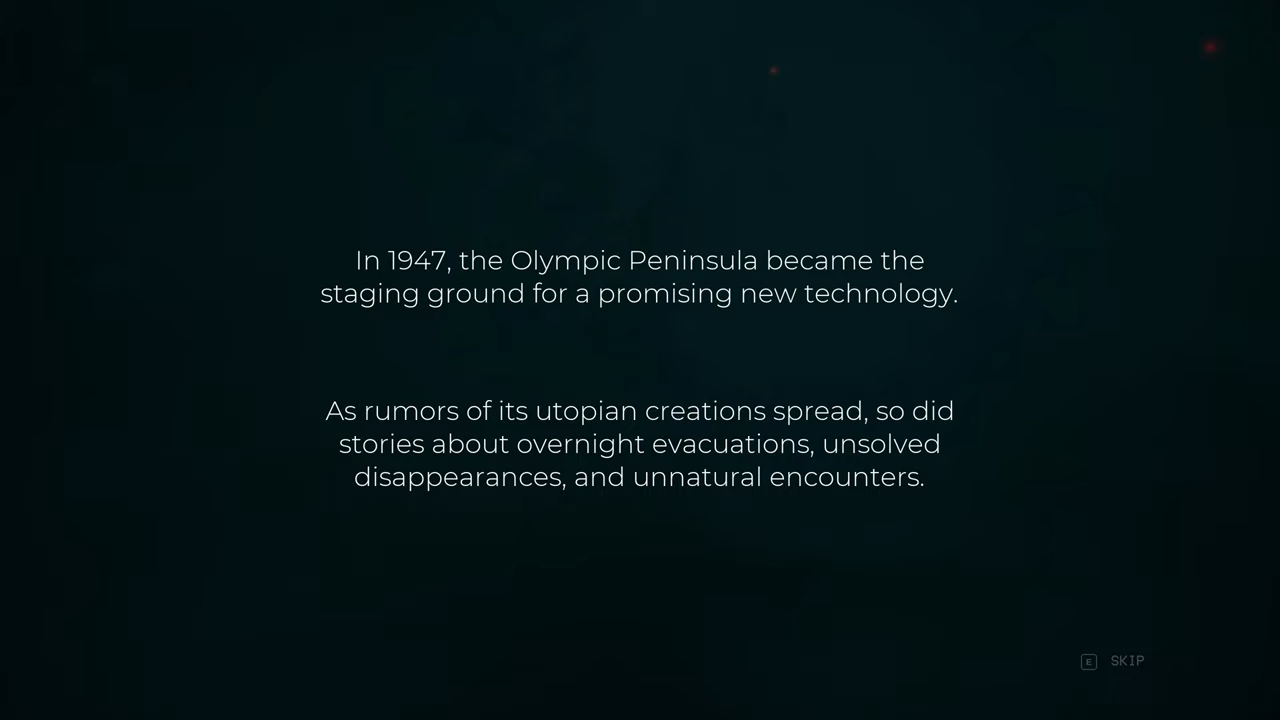 In 1947, the Olympic Peninsula became the
staging ground for a promising new technology.
As rumors of its utopian creations spread, so did
stories about overnight evacuations, unsolved
disappearances, and unnatural encounters.
E SKIP